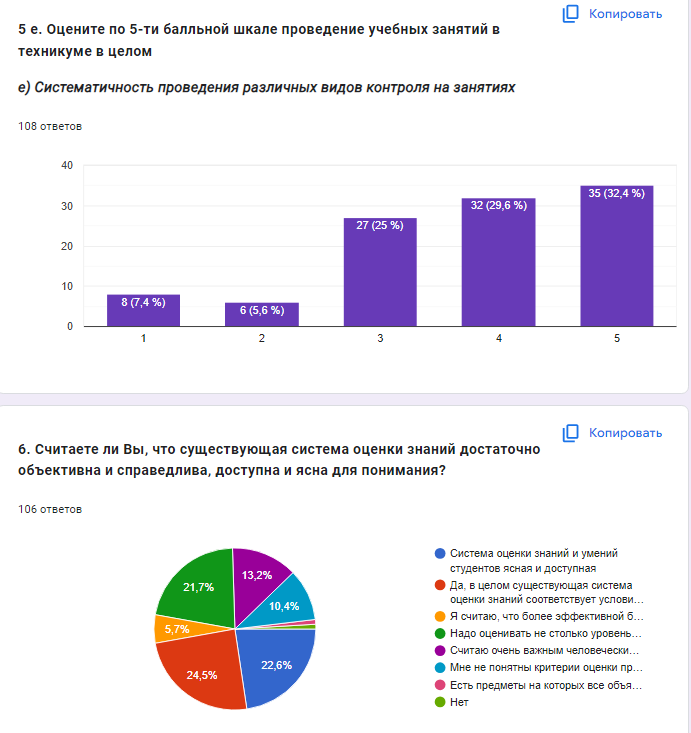 Копировать
5 е. Оцените по 5-ти балльной шкале проведение учебных занятий в
техникуме в целом
е) Систематичность проведения различных видов контроля на занятиях
108 ответов
40
30
20
10
0
8 (7,4 %)
6 (5,6 %)
27 (25 %)
32 (29,6 %)
35 (32,4 %)
1
2
3
4
5
Копировать
6. Считаете ли Вы, что существующая система оценки знаний достаточно
объективна и справедлива, доступна и ясна для понимания?
106 ответов
13,2%
21,7%
10,4%
5,7%
22,6%
24,5%
Система оценки знаний и умений
студентов ясная и доступная
Да, в целом существующая система
оценки знаний соответствует услови…
Я считаю, что более эффективной б…
Надо оценивать не столько уровень…
Считаю очень важным человечески…
Мне не понятны критерии оценки пр…
Есть предметы на которых все объя…
Нет